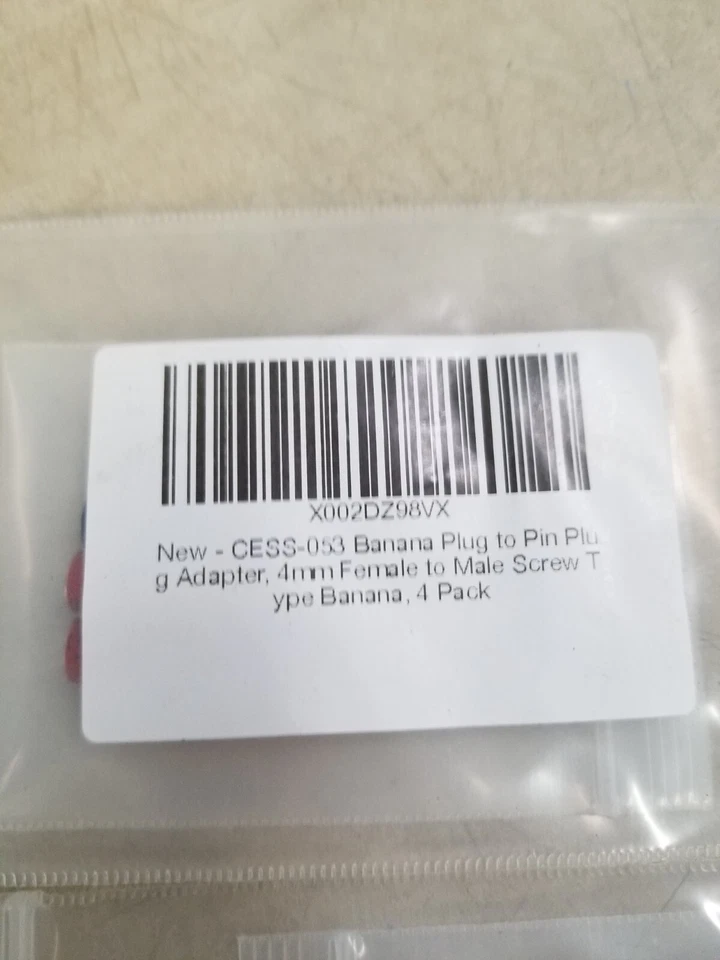 X002DZ98VX
New - CESS-053 Banana Plug to Pin Plu
g Adapter, 4mm Female to Male Screw T
ype Banana, 4 Pack